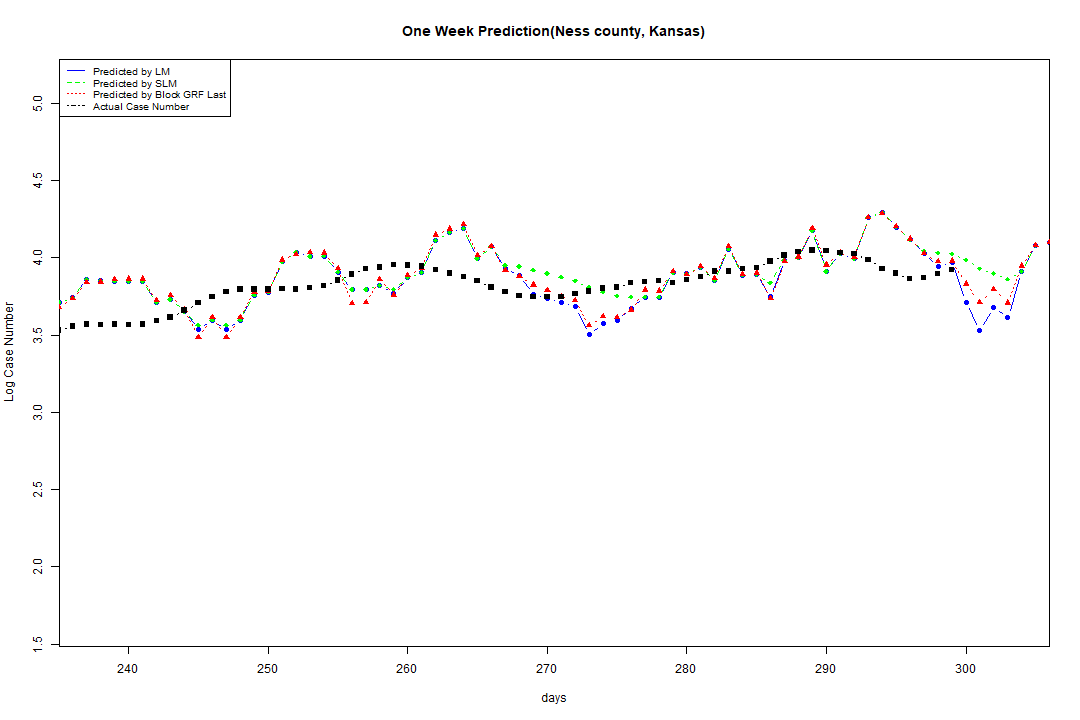 One Week Prediction(Ness county, Kansas)
Predicted by LM
Predicted by SLM
Predicted by Block GRF Last
Actual Case Number
5.0
4.5
4.0
3.5
3.0
2.5
2.0
1.5
Log Case Number
240 250 260 270 280 290 300
days